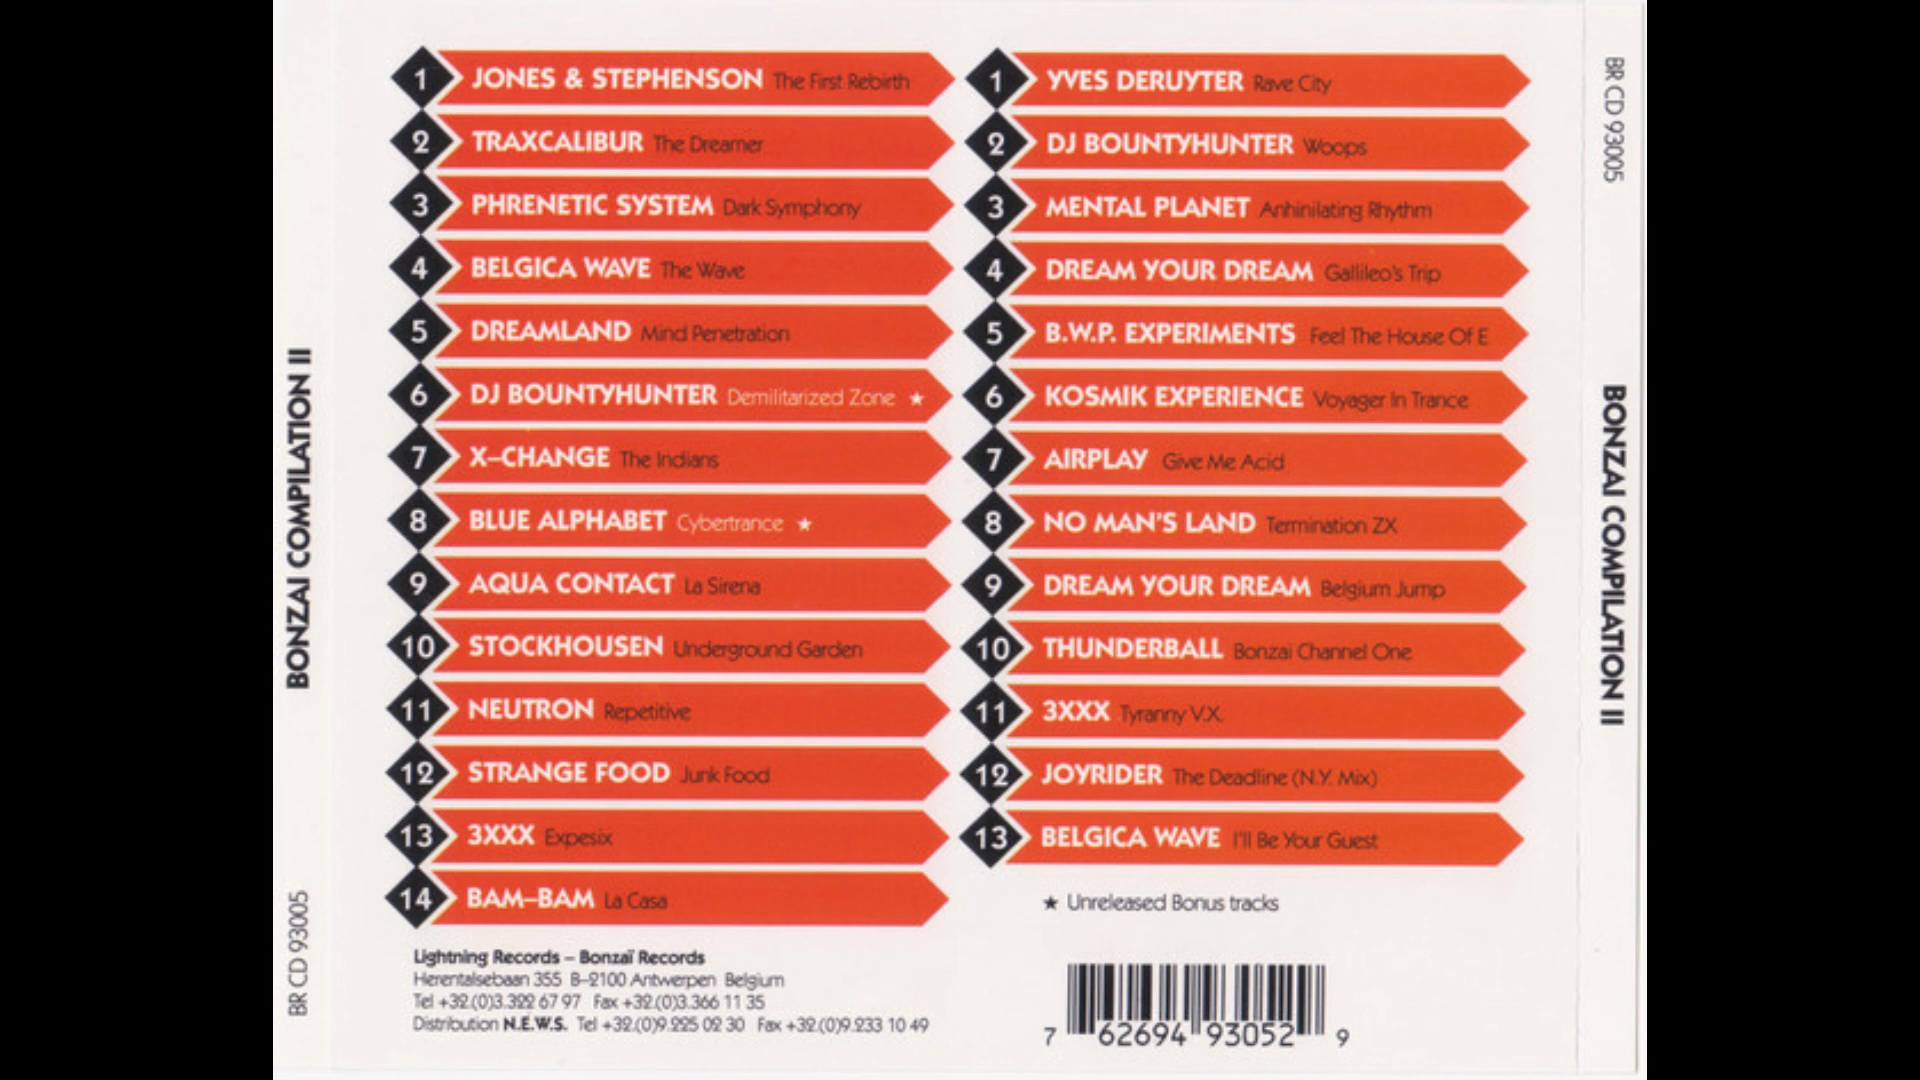 BONZAI COMPILATION II
BR CD 93005
1 JONES & STEPHENSON The First Rebirth
2 TRAXCALIBUR The Dreamer
3 PHRENETIC SYSTEM Dark Symphony
4 BELGICA WAVE The Wave
5 DREAMLAND Mind Penetration
6 DJ BOUNTYHUNTER Demilitarized Zone ★
7 X-CHANGE The Indians
8 BLUE ALPHABET Cybertrance ★
9 AQUA CONTACT La Sirena
10 STOCKHOUSEN Underground Garden
11 NEUTRON Repetitive
12 STRANGE FOOD Junk Food
13 3XXX Expesix
14 BAM-BAM La Casa
Lightning Records – Bonzaï Records
Herentalsebaan 355 B-2100 Antwerpen Belgium
Tel +32.(0)3.322 67 97 Fax +32.(0)3.366 11 35
Distribution N.E.W.S. Tel +32.(0)9.225 02 30 Fax +32.(0)9.233 10 49
1 YVES DERUYTER Rave City
2 DJ BOUNTYHUNTER Woops
3 MENTAL PLANET Anhinilating Rhythm
4 DREAM YOUR DREAM Gallileo's Trip
5 B.W.P. EXPERIMENTS Feel The House Of E
6 KOSMIK EXPERIENCE Voyager In Trance
7 AIRPLAY Give Me Acid
8 NO MAN'S LAND Termination ZX
9 DREAM YOUR DREAM Belgium Jump
10 THUNDERBALL Bonzai Channel One
11 3XXX Tyranny V.X.
12 JOYRIDER The Deadline (N.Y. Mix)
13 BELGICA WAVE I'll Be Your Guest
★ Unreleased Bonus tracks
7 62694 93052 9
BR CD 93005
BONZAI COMPILATION II